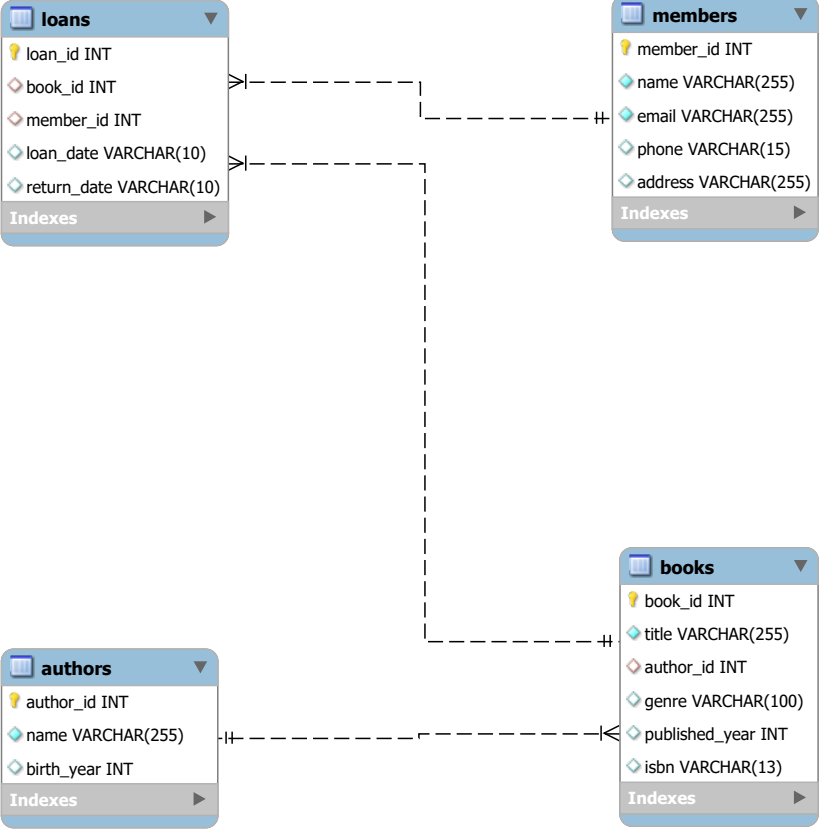 loans
loan_id INT
book_id INT
member_id INT
loan_date VARCHAR(10)
return_date VARCHAR(10)
Indexes
members
member_id INT
name VARCHAR(255)
email VARCHAR(255)
phone VARCHAR(15)
address VARCHAR(255)
Indexes
authors
author_id INT
name VARCHAR(255)
birth_year INT
Indexes
books
book_id INT
title VARCHAR(255)
author_id INT
genre VARCHAR(100)
published_year INT
isbn VARCHAR(13)
Indexes